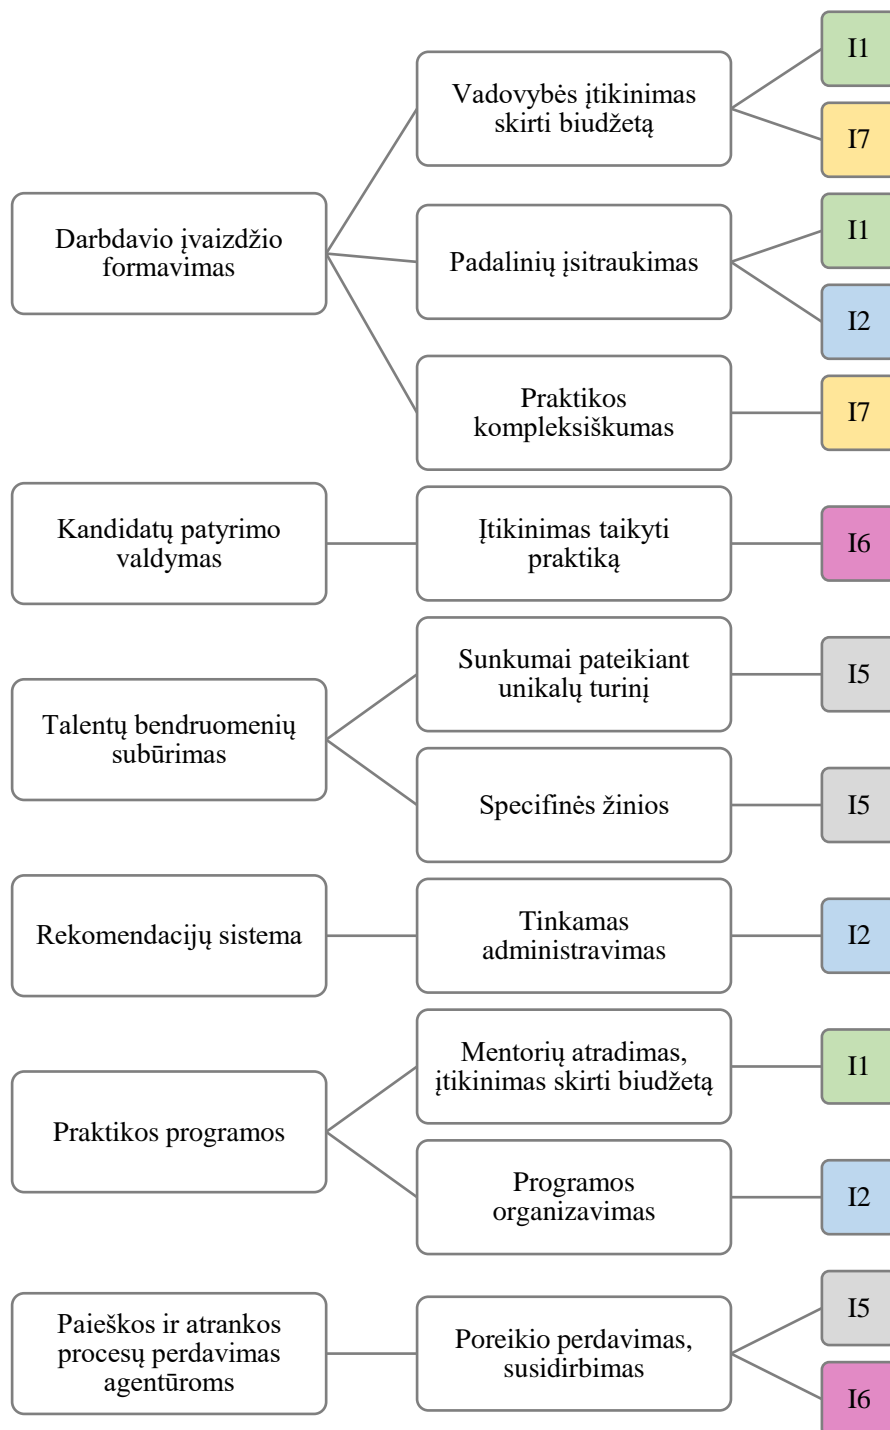 Darbdavio įvaizdžio
formavimas
Vadovybės įtikinimas
skirti biudžetą
I1
I7
Padalinių įsitraukimas
I1
I2
Praktikos
kompleksiškumas
I7
Kandidatų patyrimo
valdymas
Įtikinimas taikyti
praktiką
I6
Talentų bendruomenių
subūrimas
Sunkumai pateikiant
unikalų turinį
I5
Specifinės žinios
I5
Rekomendacijų sistema
Tinkamas
administravimas
I2
Praktikos programos
Mentorių atradimas,
įtikinimas skirti biudžetą
I1
Programos
organizavimas
I2
Paieškos ir atrankos
procesų perdavimas
agentūroms
Poreikio perdavimas,
susidirbimas
I5
I6